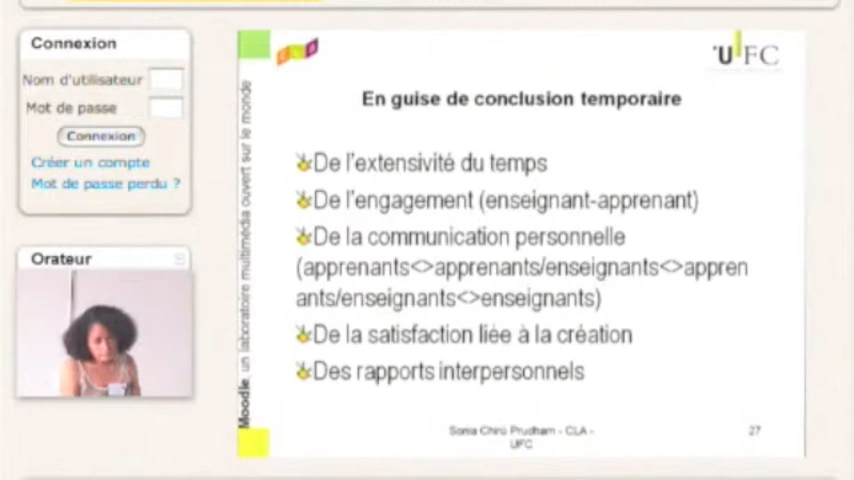 Connexion
Nom d'utilisateur
Mot de passe
Connexion
Créer un compte
Mot de passe perdu ?
Orateur
Moodle, un laboratoire multimédia ouvert sur le monde
CLA
UFC
En guise de conclusion temporaire
De l'extensivité du temps
De l'engagement (enseignant-apprenant)
De la communication personnelle
(apprenants<>apprenants/enseignants<>appren
ants/enseignants<>enseignants)
De la satisfaction liée à la création
Des rapports interpersonnels
Sonia Chiro Prudham - CLA -
UFC
27